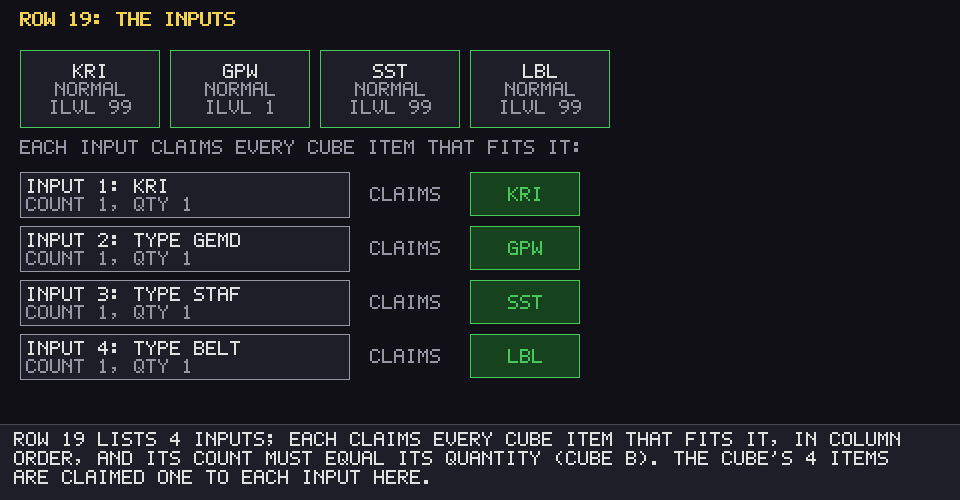 ROW 19: THE INPUTS
KRI
NORMAL
ILVL 99
GPW
NORMAL
ILVL 1
SST
NORMAL
ILVL 99
LBL
NORMAL
ILVL 99
EACH INPUT CLAIMS EVERY CUBE ITEM THAT FITS IT:
INPUT 1: KRI
COUNT 1, QTY 1
CLAIMS
KRI
INPUT 2: TYPE GEMD
COUNT 1, QTY 1
CLAIMS
GPW
INPUT 3: TYPE STAF
COUNT 1, QTY 1
CLAIMS
SST
INPUT 4: TYPE BELT
COUNT 1, QTY 1
CLAIMS
LBL
ROW 19 LISTS 4 INPUTS; EACH CLAIMS EVERY CUBE ITEM THAT FITS IT, IN COLUMN
ORDER, AND ITS COUNT MUST EQUAL ITS QUANTITY (CUBE B). THE CUBE'S 4 ITEMS
ARE CLAIMED ONE TO EACH INPUT HERE.